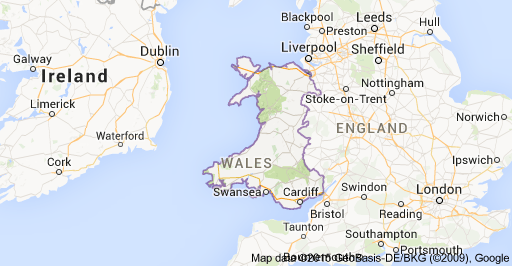 Blackpool
Leeds
Preston
Hull
Galway
Dublin
Liverpool
Sheffield
Ireland
Nottingham
Limerick
Stoke-on-Trent
Norwich
Waterford
ENGLAND
Cork
WALES
Ipswich
Swansea
Cardiff
Swindon
London
Bristol
Reading
Taunton
Southampton
Portsmouth
Bournemouth
Map data ©2015 GeoBasis-DE/BKG (©2009), Google